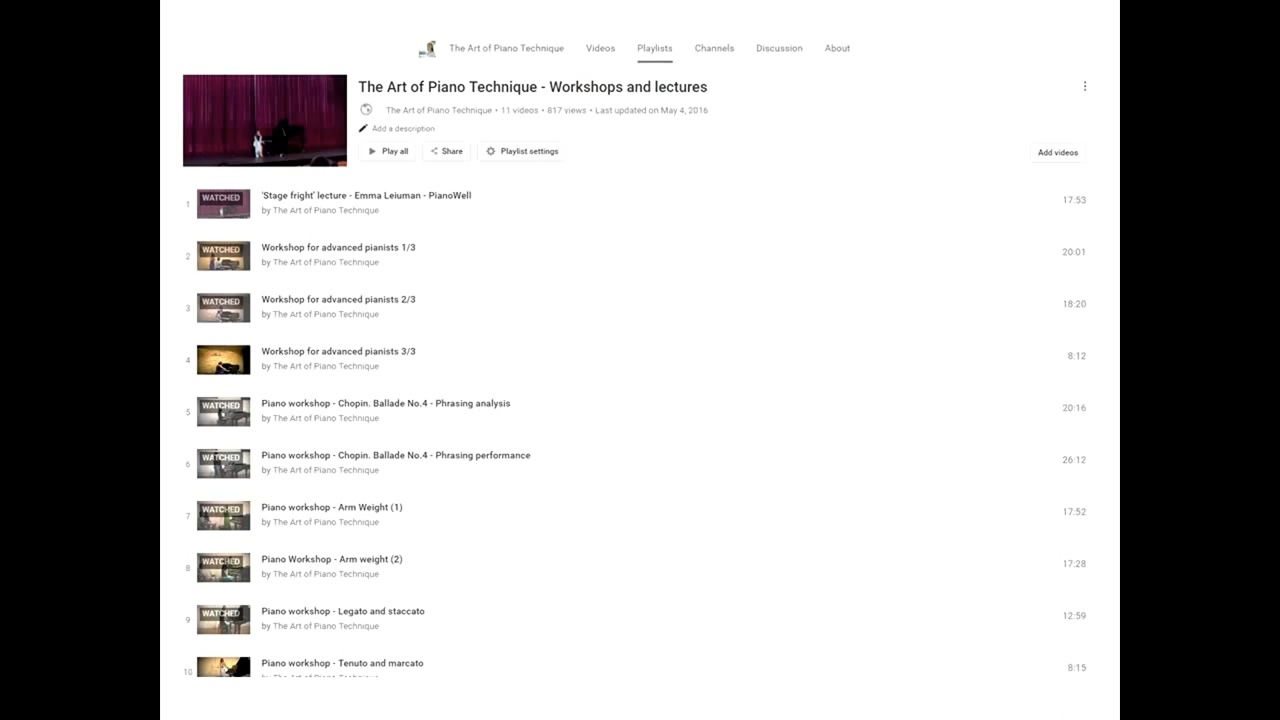 The Art of Piano Technique Videos Playlists Channels Discussion About
The Art of Piano Technique - Workshops and lectures
The Art of Piano Technique • 11 videos • 817 views • Last updated on May 4, 2016
Add a description
Play all Share Playlist settings Add videos
1 WATCHED 'Stage fright' lecture - Emma Leiuman - PianoWell 17:53
by The Art of Piano Technique
2 WATCHED Workshop for advanced pianists 1/3 20:01
by The Art of Piano Technique
3 WATCHED Workshop for advanced pianists 2/3 18:20
by The Art of Piano Technique
4 Workshop for advanced pianists 3/3 8:12
by The Art of Piano Technique
5 WATCHED Piano workshop - Chopin. Ballade No.4 - Phrasing analysis 20:16
by The Art of Piano Technique
6 WATCHED Piano workshop - Chopin. Ballade No.4 - Phrasing performance 26:12
by The Art of Piano Technique
7 WATCHED Piano workshop - Arm Weight (1) 17:52
by The Art of Piano Technique
8 WATCHED Piano Workshop - Arm weight (2) 17:28
by The Art of Piano Technique
9 WATCHED Piano workshop - Legato and staccato 12:59
by The Art of Piano Technique
10 Piano workshop - Tenuto and marcato 8:15
by The Art of Piano Technique